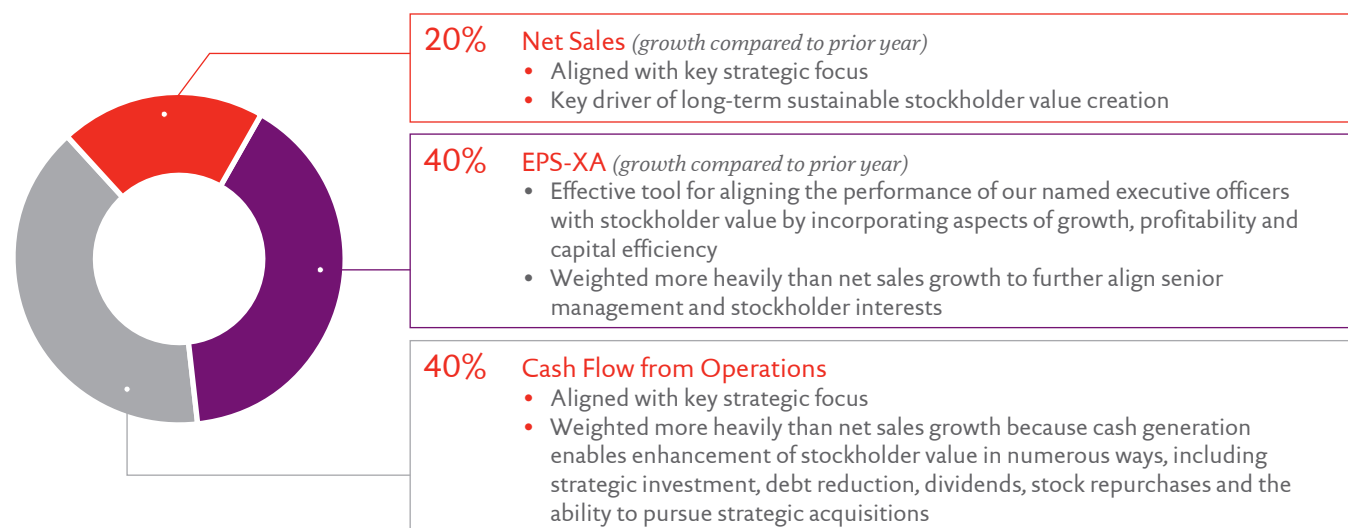 20% Net Sales (growth compared to prior year)
• Aligned with key strategic focus
• Key driver of long-term sustainable stockholder value creation
40% EPS-XA (growth compared to prior year)
• Effective tool for aligning the performance of our named executive officers
with stockholder value by incorporating aspects of growth, profitability and
capital efficiency
• Weighted more heavily than net sales growth to further align senior
management and stockholder interests
40% Cash Flow from Operations
• Aligned with key strategic focus
• Weighted more heavily than net sales growth because cash generation
enables enhancement of stockholder value in numerous ways, including
strategic investment, debt reduction, dividends, stock repurchases and the
ability to pursue strategic acquisitions